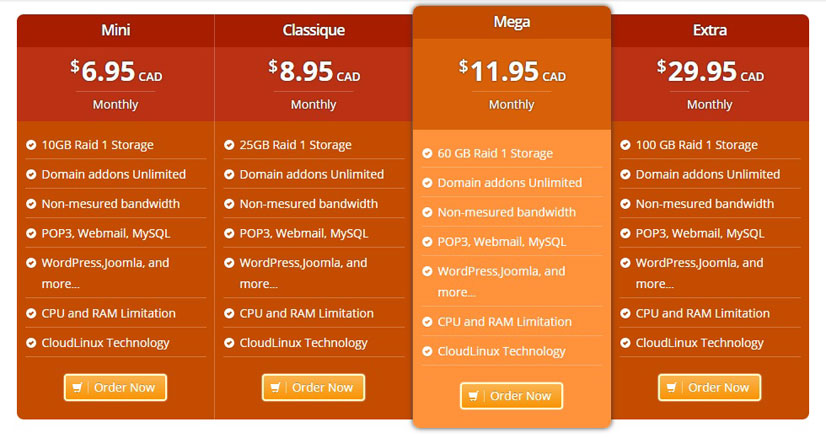 Mini
$6.95 CAD
Monthly
10GB Raid 1 Storage
Domain addons Unlimited
Non-mesured bandwidth
POP3, Webmail, MySQL
WordPress,Joomla, and
more...
CPU and RAM Limitation
CloudLinux Technology
Order Now
Classique
$8.95 CAD
Monthly
25GB Raid 1 Storage
Domain addons Unlimited
Non-mesured bandwidth
POP3, Webmail, MySQL
WordPress,Joomla, and
more...
CPU and RAM Limitation
CloudLinux Technology
Order Now
Mega
$11.95 CAD
Monthly
60 GB Raid 1 Storage
Domain addons Unlimited
Non-mesured bandwidth
POP3, Webmail, MySQL
WordPress,Joomla, and
more...
CPU and RAM Limitation
CloudLinux Technology
Order Now
Extra
$29.95 CAD
Monthly
100 GB Raid 1 Storage
Domain addons Unlimited
Non-mesured bandwidth
POP3, Webmail, MySQL
WordPress,Joomla, and
more...
CPU and RAM Limitation
CloudLinux Technology
Order Now